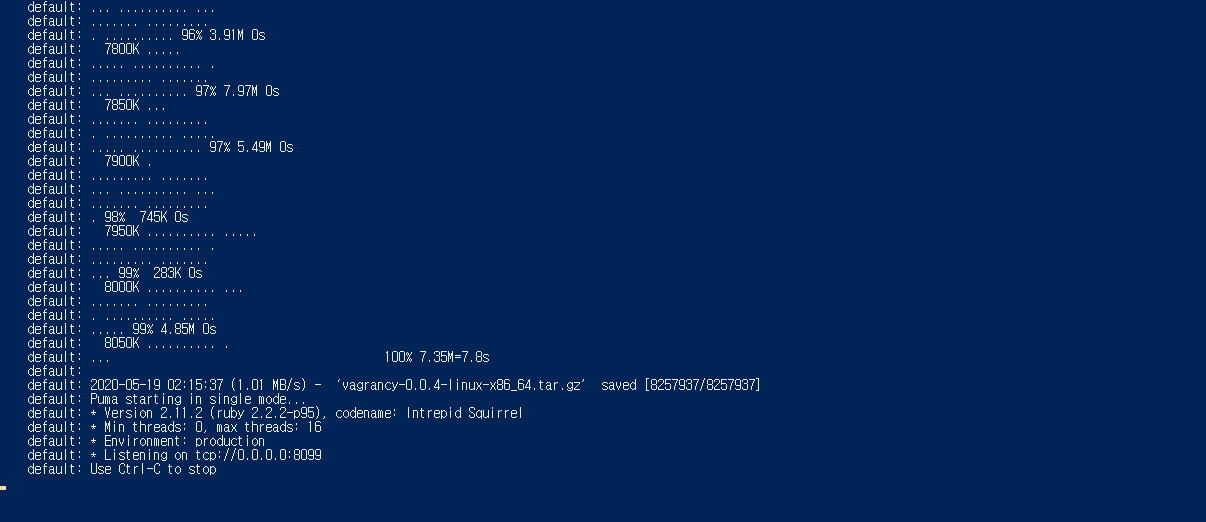 default: ... .......... ...
default: ....... .........
default: . .......... 96% 3.91M 0s
default:   7800K .....
default: ..... .......... .
default: ......... .......
default: ... .......... 97% 7.97M 0s
default:   7850K ...
default: ....... .........
default: . .......... .....
default: ..... .......... 97% 5.49M 0s
default:   7900K .
default: ......... .......
default: ... .......... ...
default: ....... .........
default: . 98%  745K 0s
default:   7950K .......... .....
default: ..... .......... .
default: ......... .......
default: ... 99%  283K 0s
default:   8000K .......... ...
default: ....... .........
default: . .......... .....
default: ..... 99% 4.85M 0s
default:   8050K .......... .
default: ...                                       100% 7.35M=7.8s
default:
default: 2020-05-19 02:15:37 (1.01 MB/s) - ‘vagrancy-0.0.4-linux-x86_64.tar.gz’ saved [8257937/8257937]
default: Puma starting in single mode...
default: * Version 2.11.2 (ruby 2.2.2-p95), codename: Intrepid Squirrel
default: * Min threads: 0, max threads: 16
default: * Environment: production
default: * Listening on tcp://0.0.0.0:8099
default: Use Ctrl-C to stop